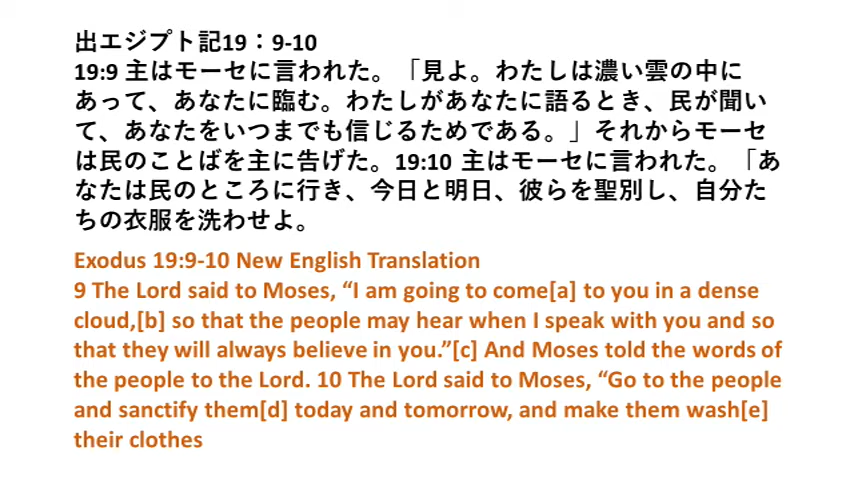 出エジプト記19：9-10
19:9 主はモーセに言われた。「見よ。わたしは濃い雲の中に
あって、あなたに臨む。わたしがあなたに語るとき、民が聞い
て、あなたをいつまでも信じるためである。」それからモーセ
は民のことばを主に告げた。19:10 主はモーセに言われた。「あ
なたは民のところに行き、今日と明日、彼らを聖別し、自分た
ちの衣服を洗わせよ。
Exodus 19:9-10 New English Translation
9 The Lord said to Moses, “I am going to come[a] to you in a dense
cloud,[b] so that the people may hear when I speak with you and so
that they will always believe in you.”[c] And Moses told the words of
the people to the Lord. 10 The Lord said to Moses, “Go to the people
and sanctify them[d] today and tomorrow, and make them wash[e]
their clothes